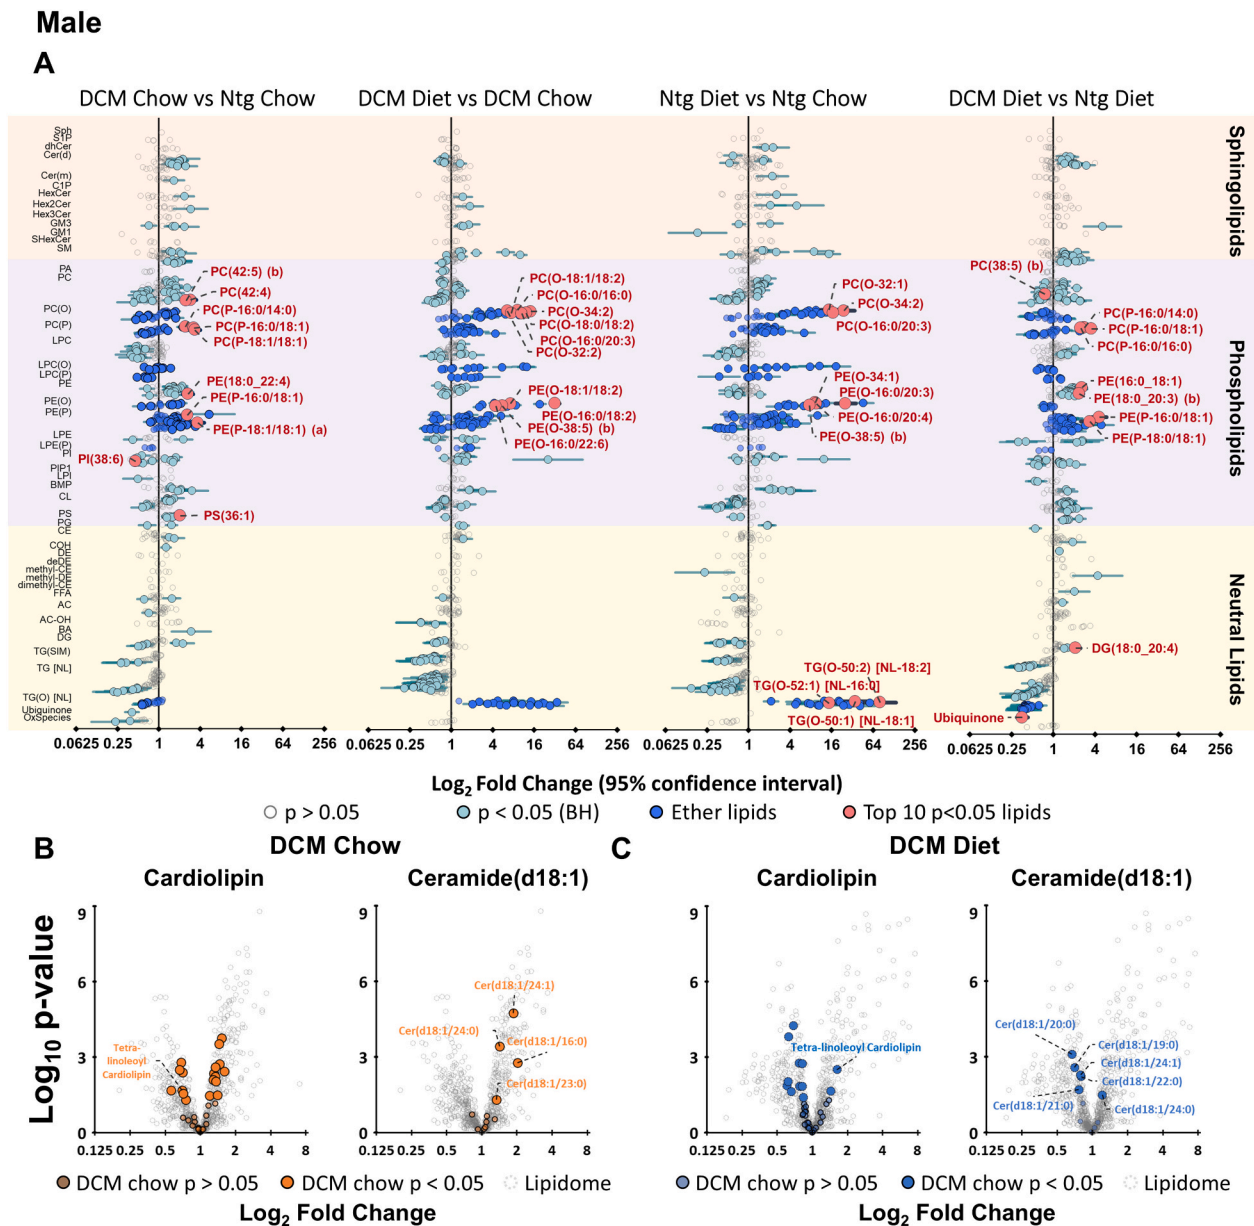 Male
A
DCM Chow vs Ntg Chow
DCM Diet vs DCM Chow
Ntg Diet vs Ntg Chow
DCM Diet vs Ntg Diet
Sph
S1P
dhCer
Cer(d)
Cer(m)
C1P
HexCer
Hex2Cer
Hex3Cer
GM3
GM1
SHexCer
SM
PA
PC
PC(O)
PC(P)
LPC
LPC(O)
LPC(P)
PE
PE(O)
PE(P)
LPE
LPE(P)
PI
PIP1
LPI
BMP
CL
PS
PG
CE
COH
DE
deDE
methyl-CE
methyl-DE
dimethyl-CE
FFA
AC
AC-OH
BA
DG
TG(SIM)
TG [NL]
TG(O) [NL]
Ubiquinone
OxSpecies
Sphingolipids
Phospholipids
Neutral Lipids
PC(42:5) (b)
PC(42:4)
PC(P-16:0/14:0)
PC(P-16:0/18:1)
PC(P-18:1/18:1)
PE(18:0_22:4)
PE(P-16:0/18:1)
PE(P-18:1/18:1) (a)
PI(38:6)
PS(36:1)
PC(O-18:1/18:2)
PC(O-16:0/16:0)
PC(O-34:2)
PC(O-18:0/18:2)
PC(O-16:0/20:3)
PC(O-32:2)
PE(O-18:1/18:2)
PE(O-16:0/18:2)
PE(O-38:5) (b)
PE(O-16:0/22:6)
PC(O-32:1)
PC(O-34:2)
PC(O-16:0/20:3)
PE(O-34:1)
PE(O-16:0/20:3)
PE(O-16:0/20:4)
PE(O-38:5) (b)
TG(O-50:2) [NL-18:2]
TG(O-52:1) [NL-16:0]
TG(O-50:1) [NL-18:1]
PC(38:5) (b)
PC(P-16:0/14:0)
PC(P-16:0/18:1)
PC(P-16:0/16:0)
PE(16:0_18:1)
PE(18:0_20:3) (b)
PE(P-16:0/18:1)
PE(P-18:0/18:1)
DG(18:0_20:4)
Ubiquinone
0.0625 0.25 1 4 16 64 256
0.0625 0.25 1 4 16 64 256
0.0625 0.25 1 4 16 64 256
0.0625 0.25 1 4 16 64 256
Log2 Fold Change (95% confidence interval)
p > 0.05
p < 0.05 (BH)
Ether lipids
Top 10 p<0.05 lipids
B
DCM Chow
Cardiolipin
Ceramide(d18:1)
Log10 p-value
9
6
3
0
Tetra-
linoleoyl
Cardiolipin
0.125 0.25 0.5 1 2 4 8
9
6
3
0
Cer(d18:1/24:1)
Cer(d18:1/24:0)
Cer(d18:1/16:0)
Cer(d18:1/23:0)
0.125 0.25 0.5 1 2 4 8
DCM chow p > 0.05
DCM chow p < 0.05
Lipidome
Log2 Fold Change
C
DCM Diet
Cardiolipin
Ceramide(d18:1)
9
6
3
0
Tetra-linoleoyl Cardiolipin
0.125 0.25 0.5 1 2 4 8
9
6
3
0
Cer(d18:1/20:0)
Cer(d18:1/19:0)
Cer(d18:1/24:1)
Cer(d18:1/22:0)
Cer(d18:1/21:0)
Cer(d18:1/24:0)
0.125 0.25 0.5 1 2 4 8
DCM chow p > 0.05
DCM chow p < 0.05
Lipidome
Log2 Fold Change